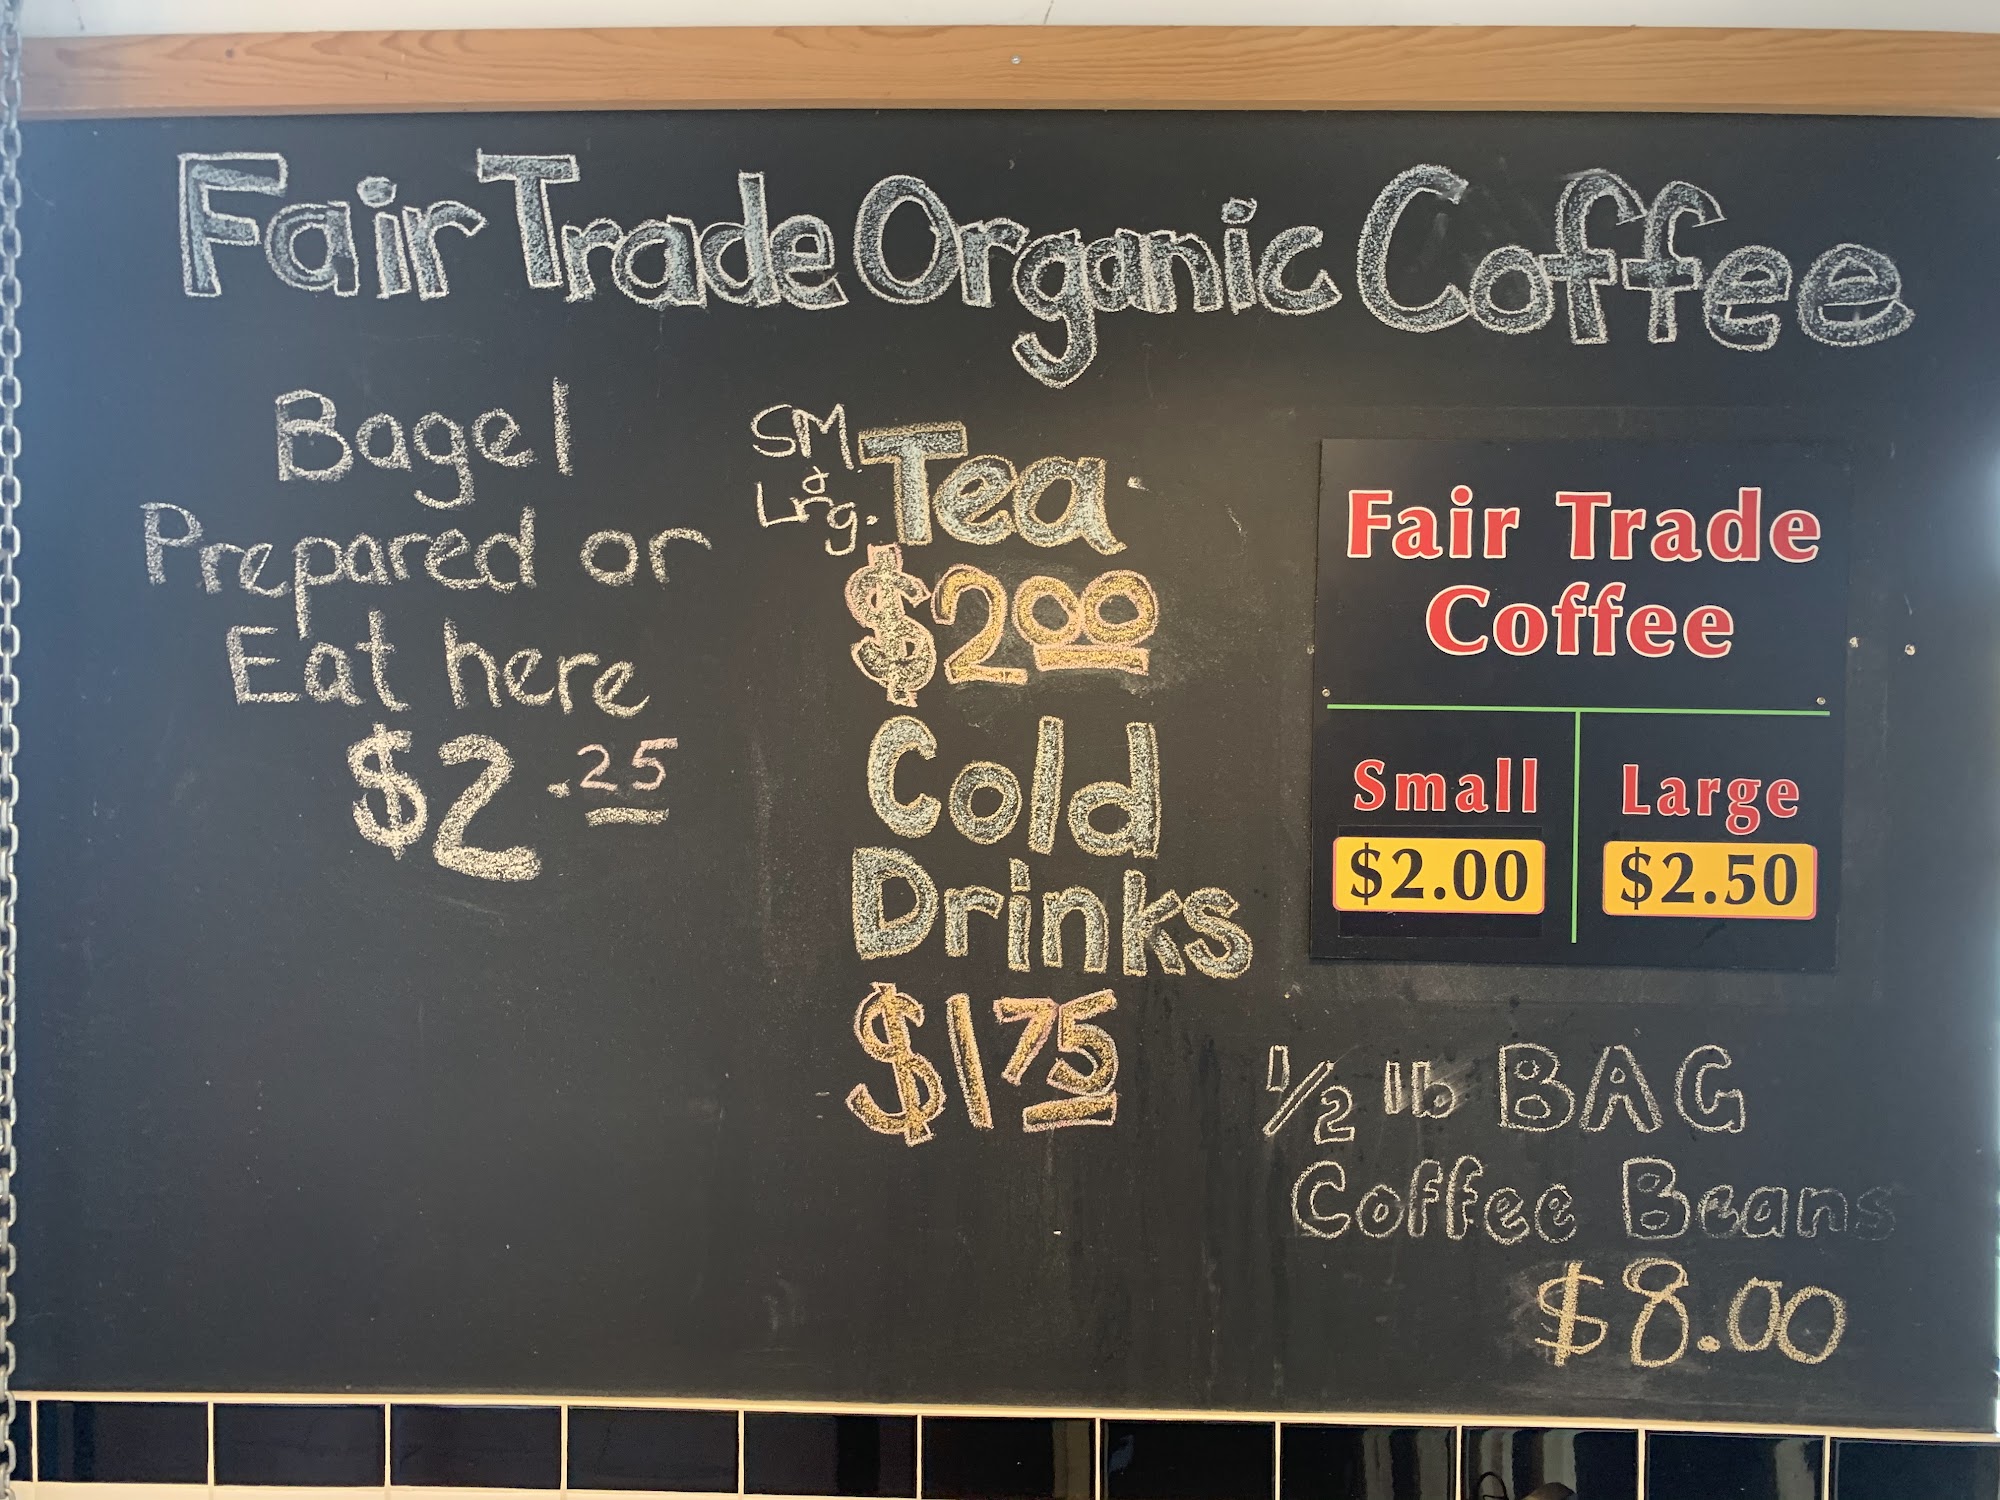 Fair Trade Organic Coffee
Bagel
Prepared or
Eat here
$2.25
SM. & Lrg. Tea
$2.00
Cold
Drinks
$1.75
Fair Trade
Coffee
Small
$2.00
Large
$2.50
1/2 lb BAG
Coffee Beans
$8.00